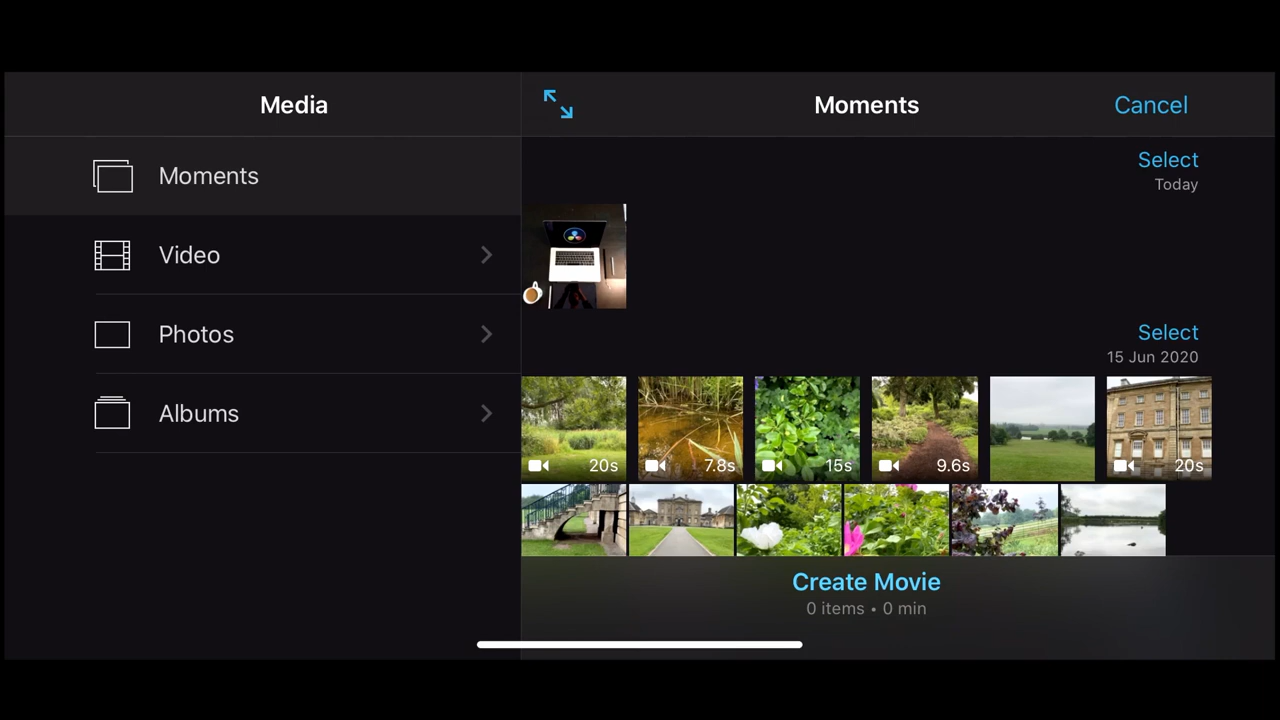 Media
Moments
Cancel
Moments
Video
Photos
Albums
Select
Today
Select
15 Jun 2020
20s
7.8s
15s
9.6s
20s
Create Movie
0 items • 0 min